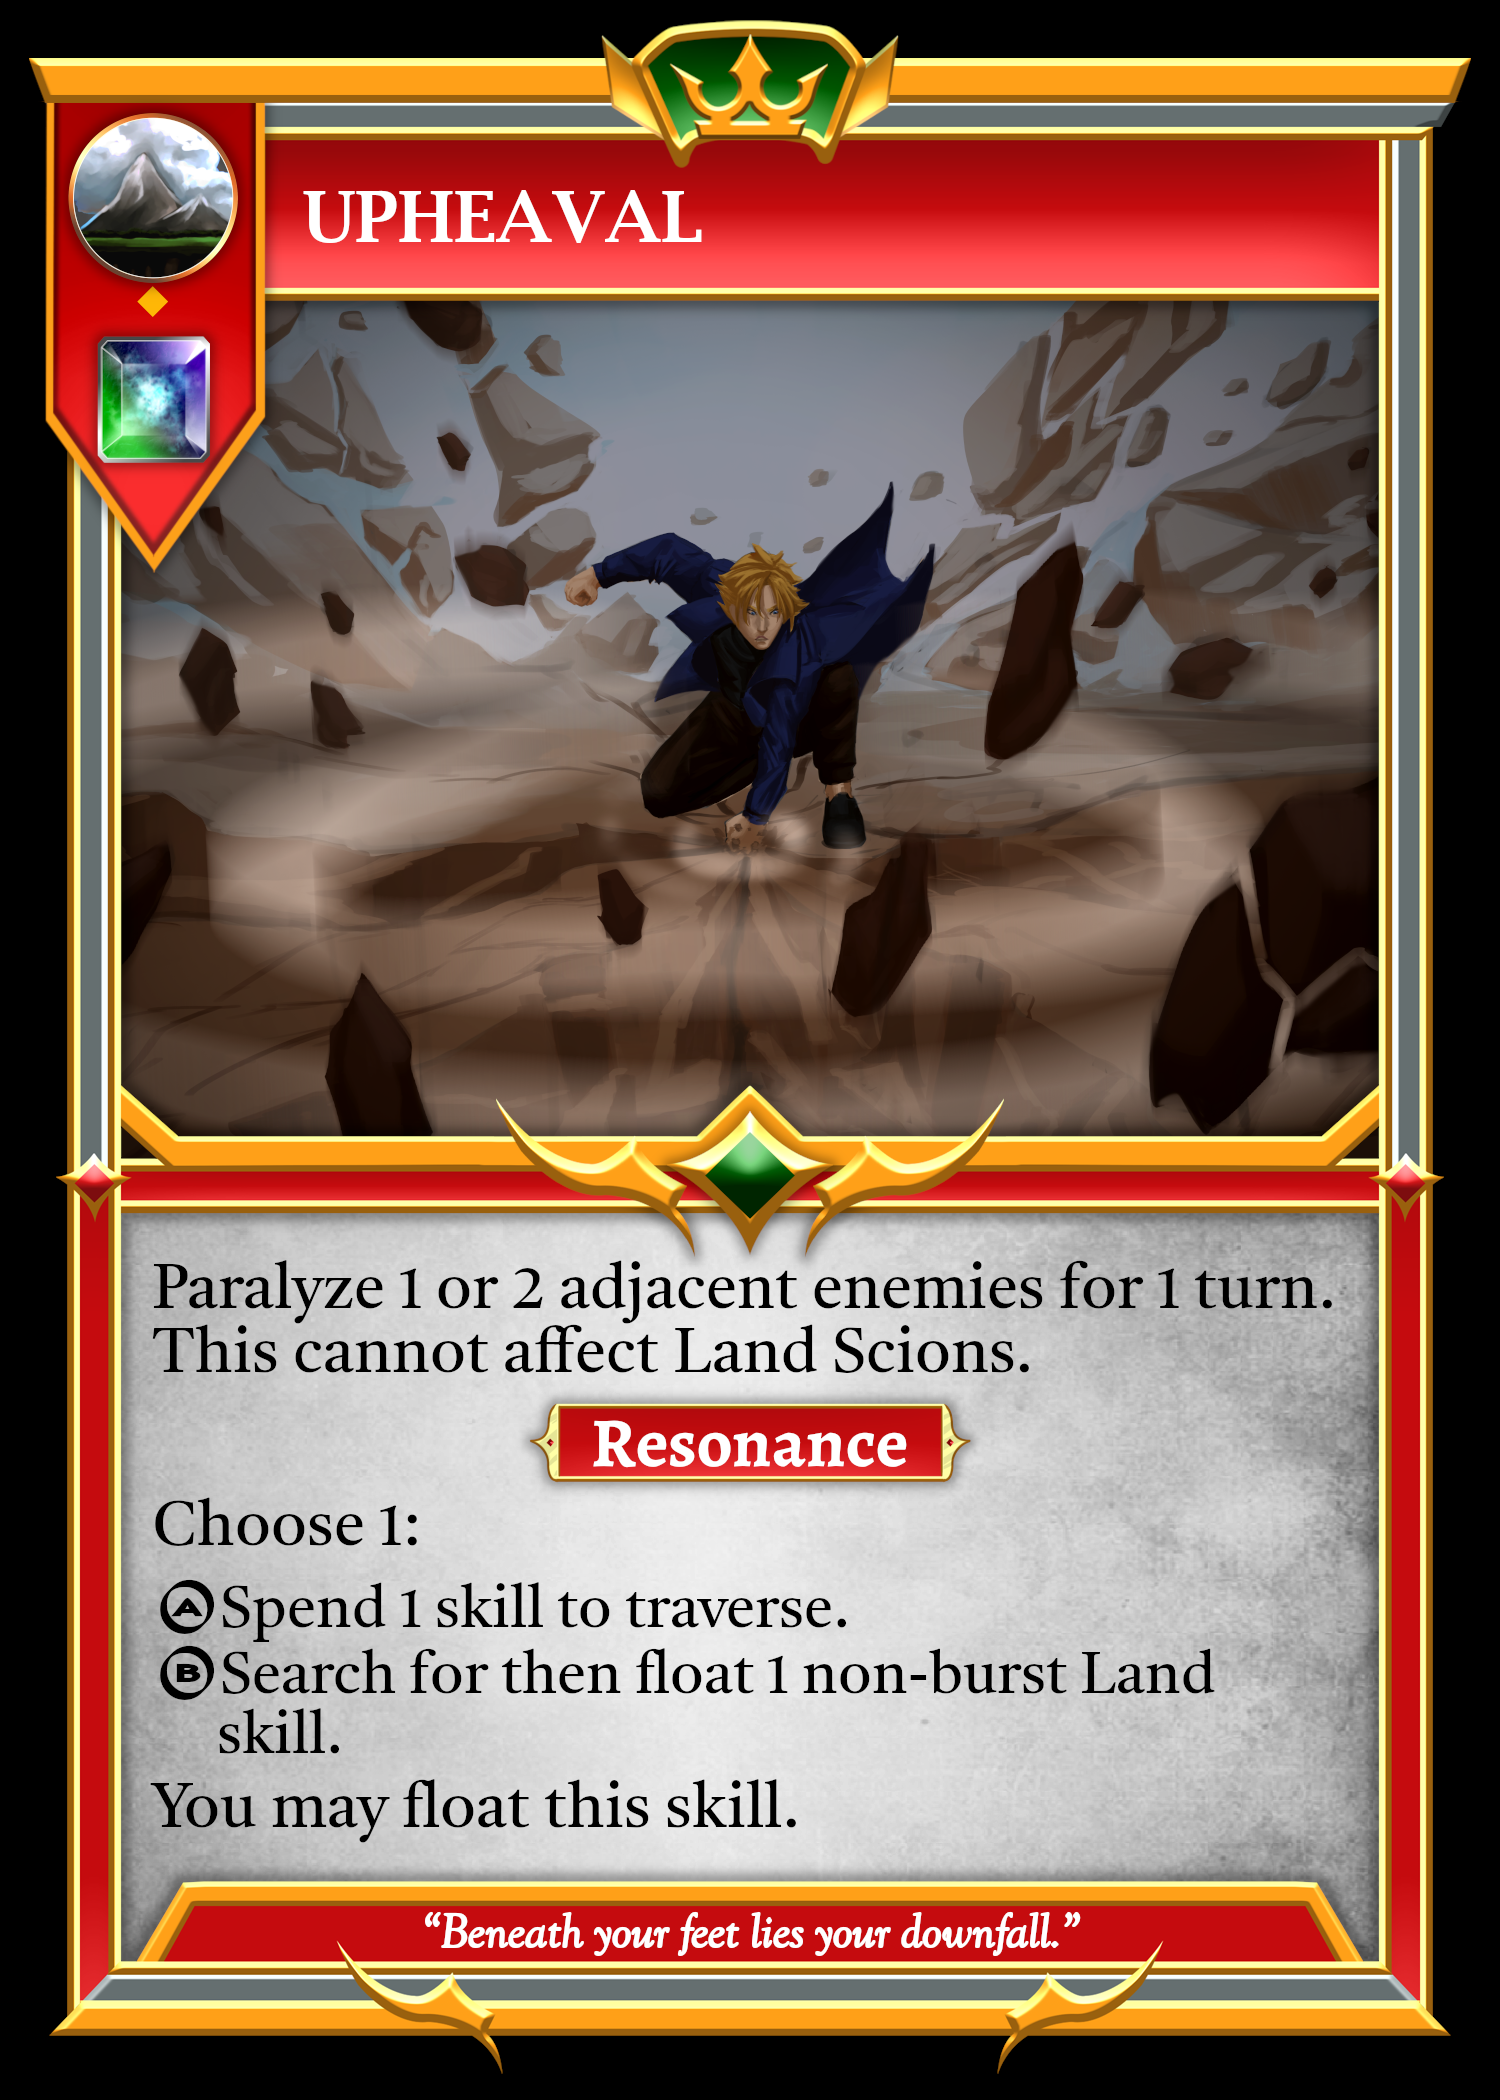 UPHEAVAL
Paralyze 1 or 2 adjacent enemies for 1 turn.
This cannot affect Land Scions.
Resonance
Choose 1:
A Spend 1 skill to traverse.
B Search for then float 1 non-burst Land
skill.
You may float this skill.
“Beneath your feet lies your downfall.”